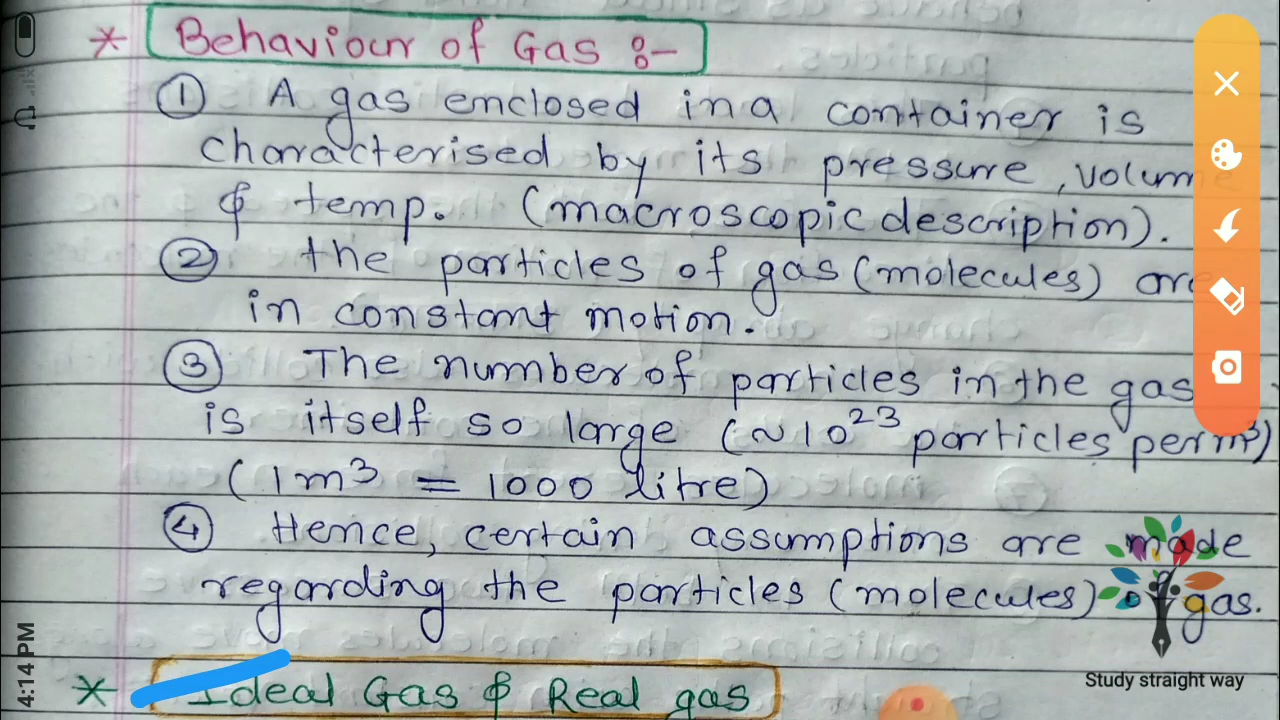 * Behaviour of Gas :-
① A gas enclosed in a container is
characterised by its pressure, volume
& temp. (macroscopic description).
② the particles of gas (molecules) are
in constant motion.
③ The number of particles in the gas
is itself so large (~10²³ particles per m³)
(1m³ = 1000 litre)
④ Hence, certain assumptions are made
regarding the particles (molecules) of gas.
* Ideal Gas & Real gas
Study straight way
4:14 PM